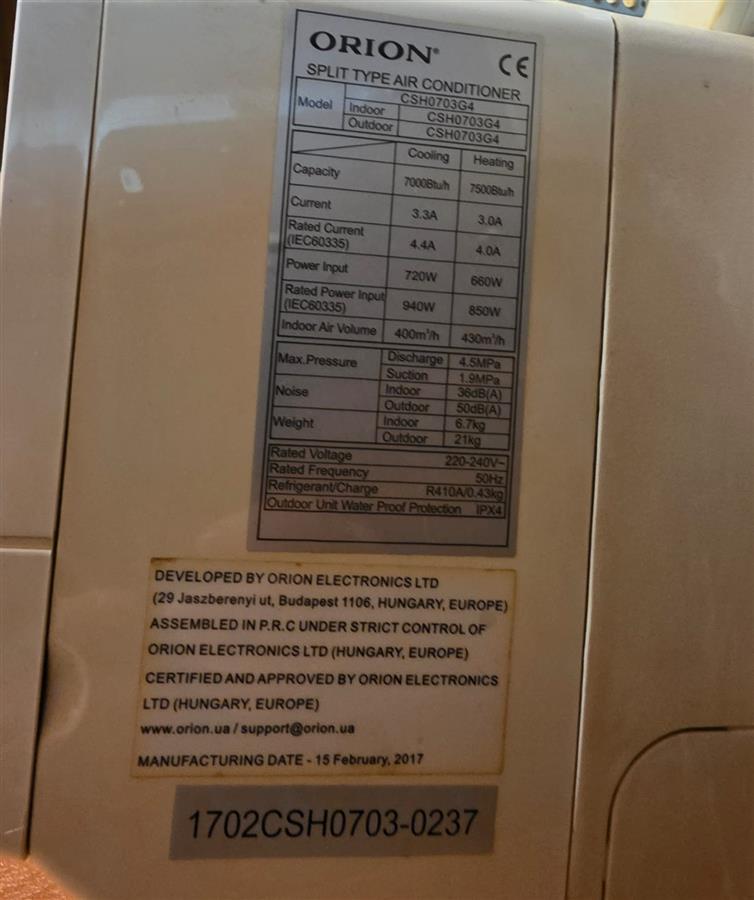 ORION®
CE
SPLIT TYPE AIR CONDITIONER
Model CSH0703G4
Indoor CSH0703G4
Outdoor CSH0703G4
Cooling Heating
Capacity 7000Btu/h 7500Btu/h
Current 3.3A 3.0A
Rated Current
(IEC60335) 4.4A 4.0A
Power Input 720W 660W
Rated Power Input
(IEC60335) 940W 850W
Indoor Air Volume 400m³/h 430m³/h
Max.Pressure Discharge 4.5MPa
Suction 1.9MPa
Noise Indoor 36dB(A)
Outdoor 50dB(A)
Weight Indoor 6.7kg
Outdoor 21kg
Rated Voltage 220-240V~
Rated Frequency 50Hz
Refrigerant/Charge R410A/0.43kg
Outdoor Unit Water Proof Protection IPX4
DEVELOPED BY ORION ELECTRONICS LTD
(29 Jaszberenyi ut, Budapest 1106, HUNGARY, EUROPE)
ASSEMBLED IN P.R.C UNDER STRICT CONTROL OF
ORION ELECTRONICS LTD (HUNGARY, EUROPE)
CERTIFIED AND APPROVED BY ORION ELECTRONICS
LTD (HUNGARY, EUROPE)
www.orion.ua / support@orion.ua
MANUFACTURING DATE - 15 February, 2017
1702CSH0703-0237